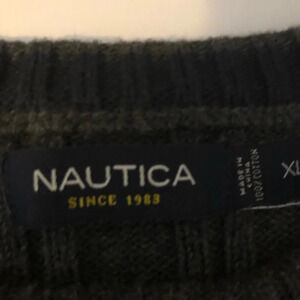 NAUTICA
SINCE 1983
MADE IN
CHINA
100% COTTON
XL